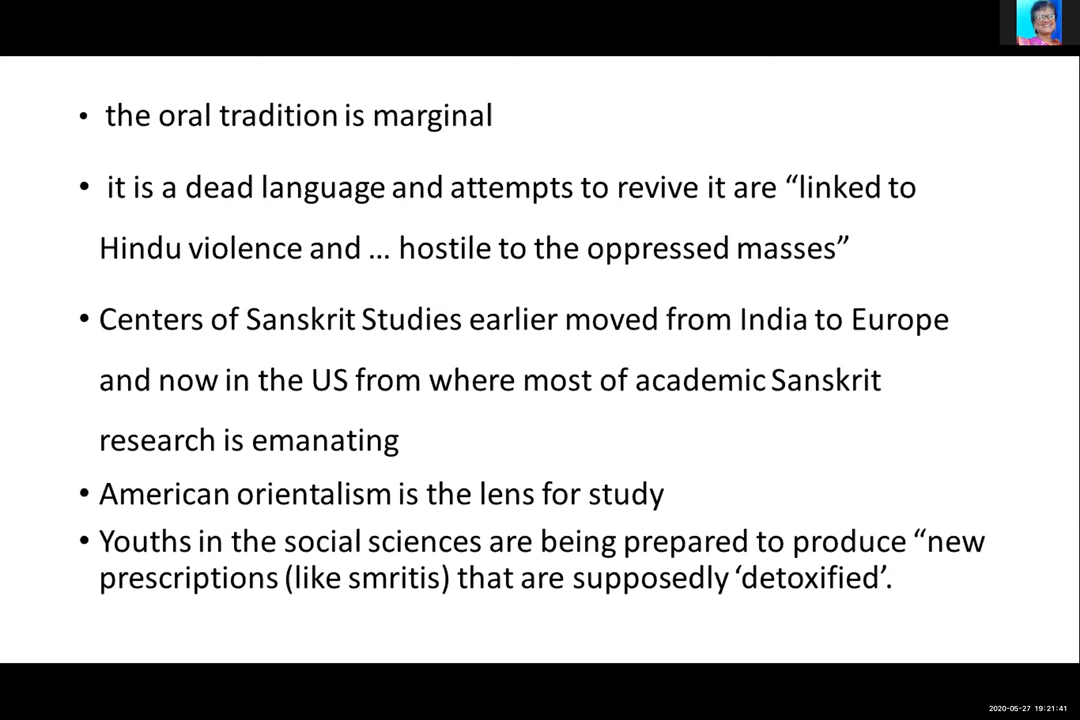 • the oral tradition is marginal
• it is a dead language and attempts to revive it are “linked to
Hindu violence and … hostile to the oppressed masses”
• Centers of Sanskrit Studies earlier moved from India to Europe
and now in the US from where most of academic Sanskrit
research is emanating
• American orientalism is the lens for study
• Youths in the social sciences are being prepared to produce “new
prescriptions (like smritis) that are supposedly ‘detoxified’.
2020-05-27 19:21:41